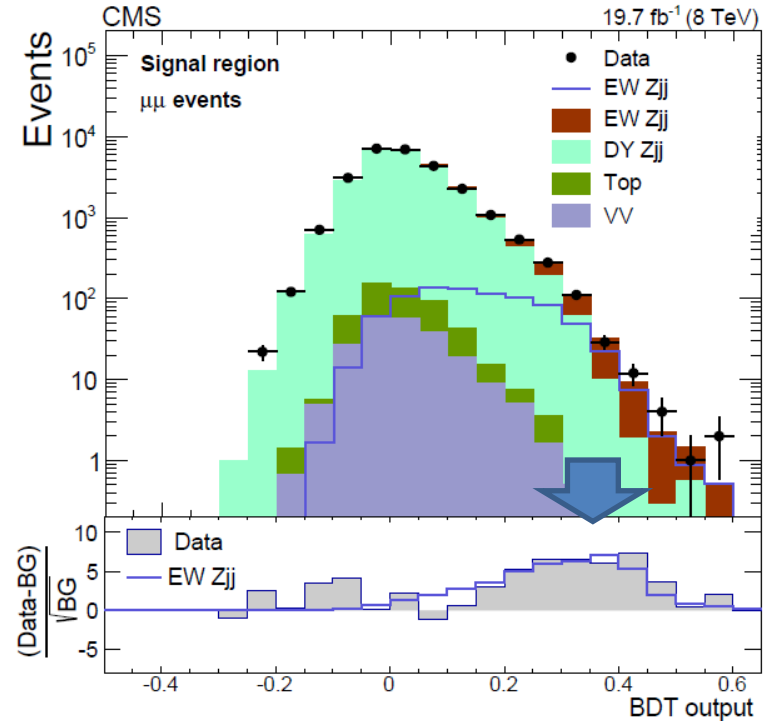 CMS 19.7 fb⁻¹ (8 TeV)
Events
Signal region
μμ events
Data
EW Zjj
EW Zjj
DY Zjj
Top
VV
10⁵
10⁴
10³
10²
10
1
Data
EW Zjj
(Data-BG)
√BG
10
5
0
-5
-0.4 -0.2 0 0.2 0.4 0.6
BDT output